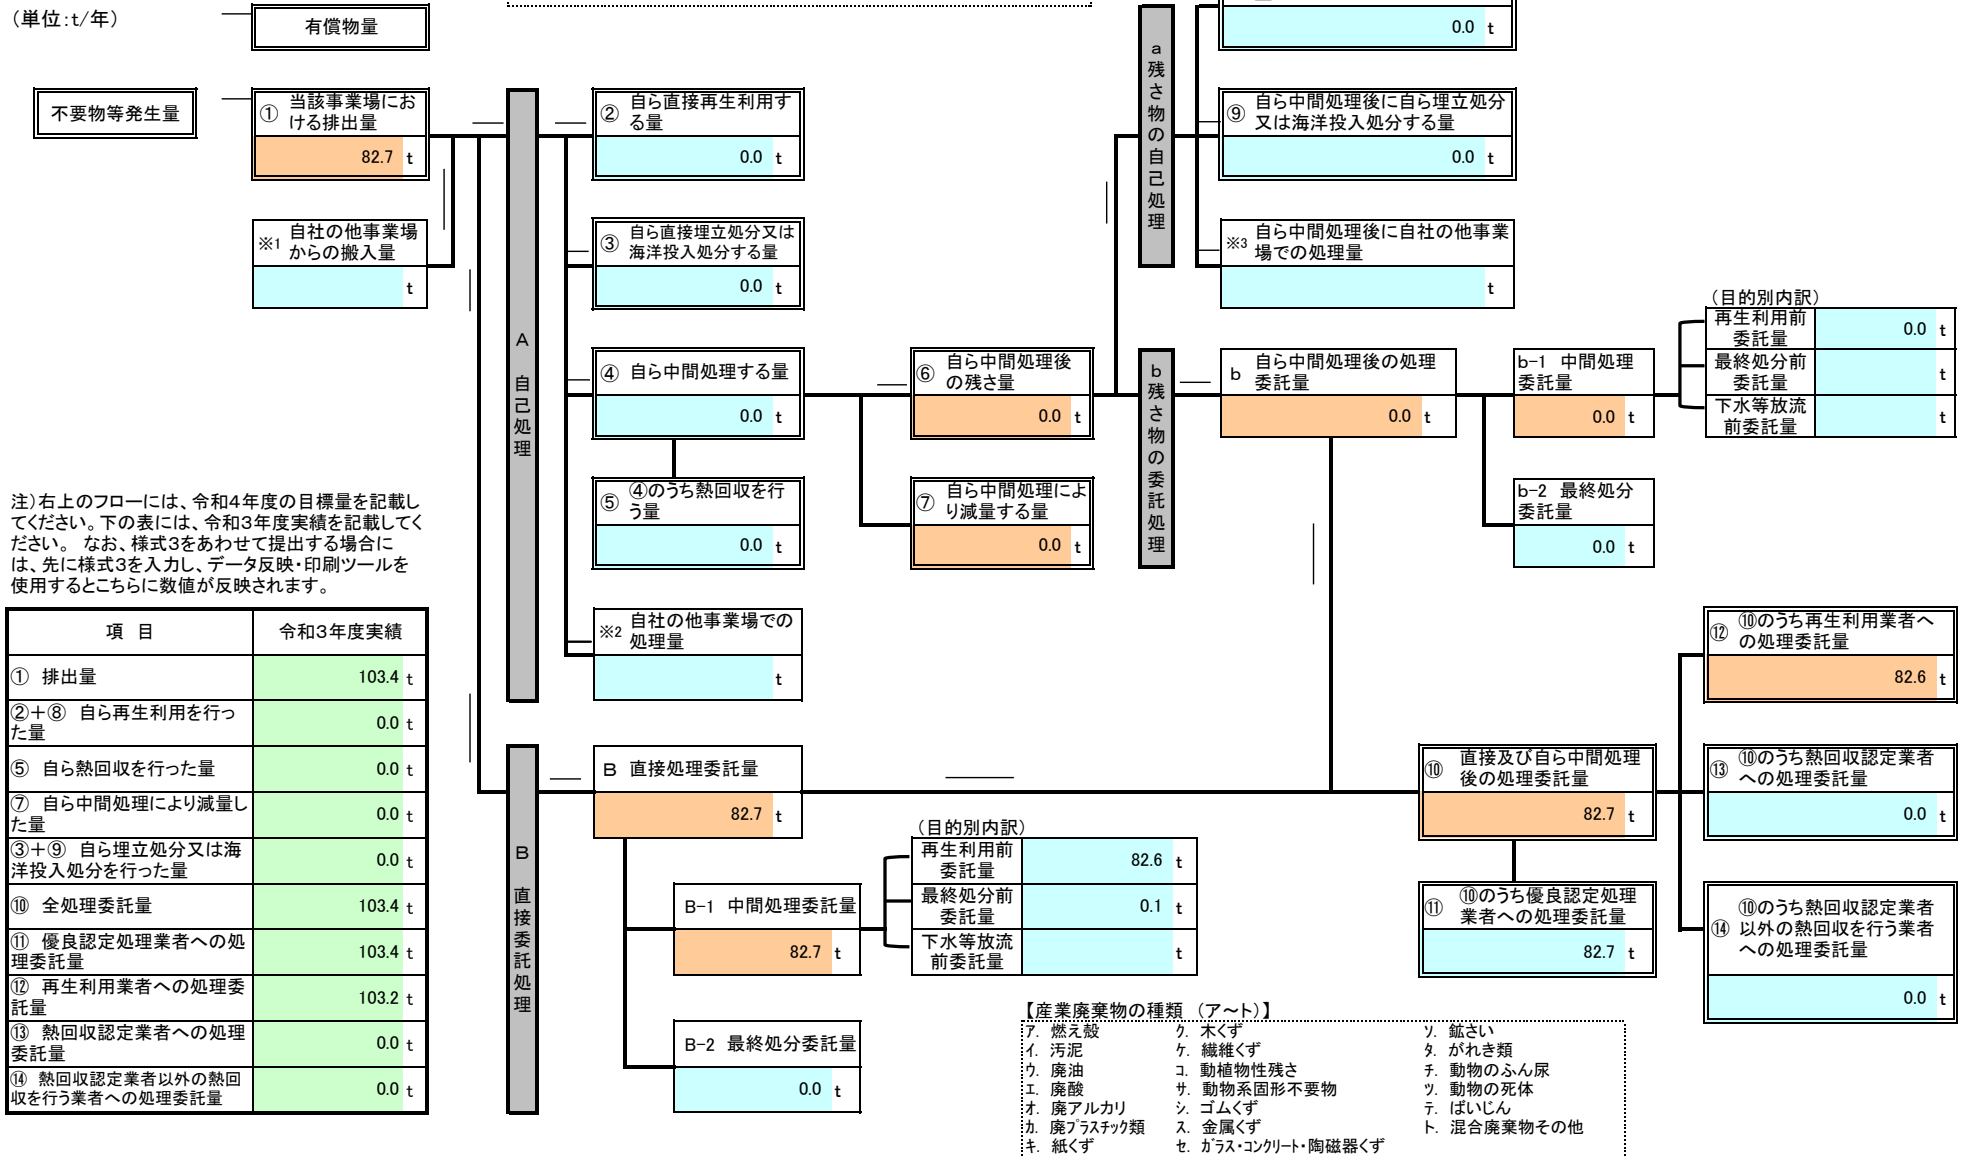 （単位:t/年）
有償物量
0.0 t
不要物等発生量
① 当該事業場にお
ける排出量
82.7 t
※1 自社の他事業場
からの搬入量
t
A 自己処理
② 自ら直接再生利用す
る量
0.0 t
③ 自ら直接埋立処分又は
海洋投入処分する量
0.0 t
④ 自ら中間処理する量
0.0 t
⑤ ④のうち熱回収を行
う量
0.0 t
※2 自社の他事業場での
処理量
t
⑥ 自ら中間処理後
の残さ量
0.0 t
⑦ 自ら中間処理によ
り減量する量
0.0 t
a 残さ物の自己処理
⑨ 自ら中間処理後に自ら埋立処分
又は海洋投入処分する量
0.0 t
※3 自ら中間処理後に自社の他事業
場での処理量
t
b 残さ物の委託処理
b 自ら中間処理後の処理
委託量
0.0 t
b-1 中間処理
委託量
0.0 t
（目的別内訳）
再生利用前
委託量
0.0 t
最終処分前
委託量
t
下水等放流
前委託量
b-2 最終処分
委託量
0.0 t
注）右上のフローには、令和４年度の目標量を記載し
てください。下の表には、令和３年度実績を記載してく
ださい。 なお、様式３をあわせて提出する場合に
は、先に様式３を入力し、データ反映・印刷ツールを
使用するとこちらに数値が反映されます。
項 目 令和３年度実績
① 排出量 103.4 t
②＋⑧ 自ら再生利用を行っ
た量 0.0 t
⑤ 自ら熱回収を行った量 0.0 t
⑦ 自ら中間処理により減量し
た量 0.0 t
③＋⑨ 自ら埋立処分又は海
洋投入処分を行った量 0.0 t
⑩ 全処理委託量 103.4 t
⑪ 優良認定処理業者への処
理委託量 103.4 t
⑫ 再生利用業者への処理委
託量 103.2 t
⑬ 熱回収認定業者への処理
委託量 0.0 t
⑭ 熱回収認定業者以外の熱回
収を行う業者への処理委託量 0.0 t
B 直接委託処理
B 直接処理委託量
82.7 t
B-1 中間処理委託量
82.7 t
（目的別内訳）
再生利用前
委託量
82.6 t
最終処分前
委託量
0.1 t
下水等放流
前委託量
t
B-2 最終処分委託量
0.0 t
⑩ 直接及び自ら中間処理
後の処理委託量
82.7 t
⑪ ⑩のうち優良認定処理
業者への処理委託量
82.7 t
⑫ ⑩のうち再生利用業者へ
の処理委託量
82.6 t
⑬ ⑩のうち熱回収認定業者
への処理委託量
0.0 t
⑭ ⑩のうち熱回収認定業者
以外の熱回収を行う業者
への処理委託量
0.0 t
【産業廃棄物の種類 （ア～ト）】
ア. 燃え殻 ク. 木くず ソ. 鉱さい
イ. 汚泥 ケ. 繊維くず タ. がれき類
ウ. 廃油 コ. 動植物性残さ チ. 動物のふん尿
エ. 廃酸 サ. 動物系固形不要物 ツ. 動物の死体
オ. 廃アルカリ シ. ゴムくず テ. ばいじん
カ. 廃プラスチック類 ス. 金属くず ト. 混合廃棄物その他
キ. 紙くず セ. ガラス・コンクリート・陶磁器くず